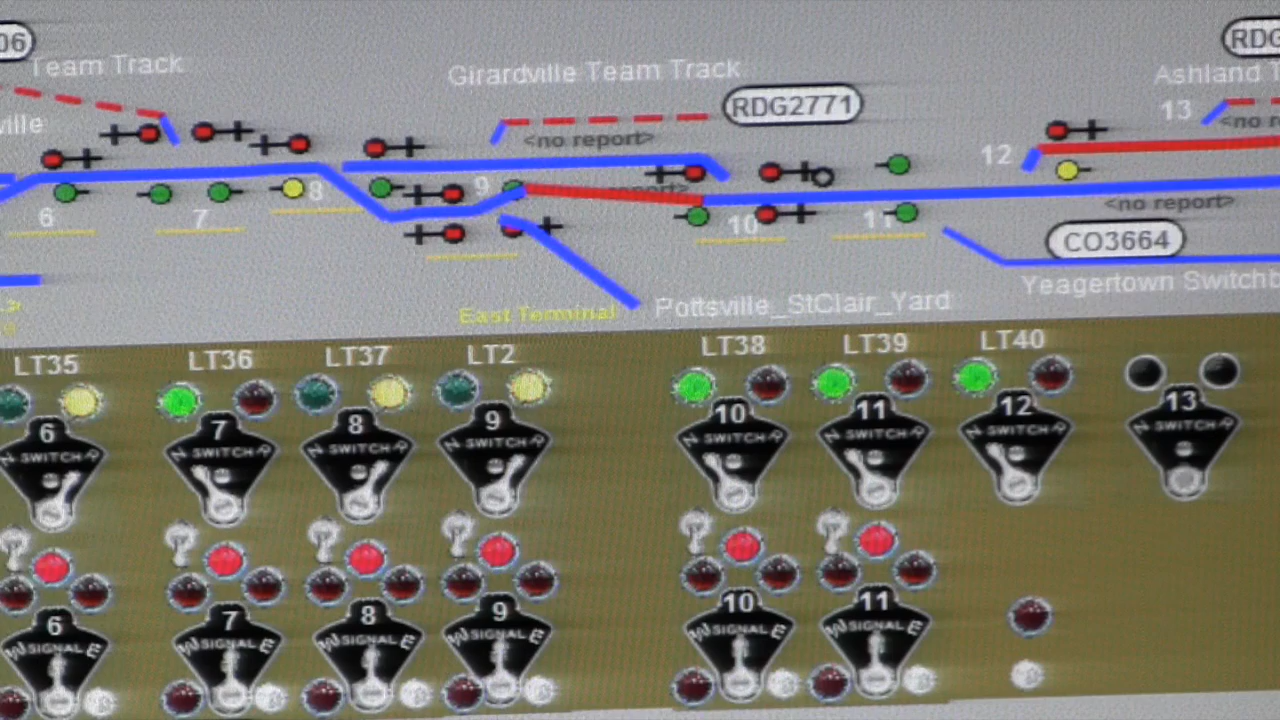 06
Team Track
ville
Girardville Team Track
<no report>
RDG2771
RDG
Ashland T
13
<no r
12
6
7
8
9
port>
10
11
<no report>
CO3664
Yeagertown Switchb
East Terminal
Pottsville_StClair_Yard
LT35
LT36
LT37
LT2
LT38
LT39
LT40
6
7
8
9
10
11
12
13
N SWITCH R
N SWITCH R
N SWITCH R
N SWITCH R
N SWITCH R
N SWITCH R
N SWITCH R
N SWITCH R
6
7
8
9
10
11
W SIGNAL E
W SIGNAL E
W SIGNAL E
W SIGNAL E
W SIGNAL E
W SIGNAL E